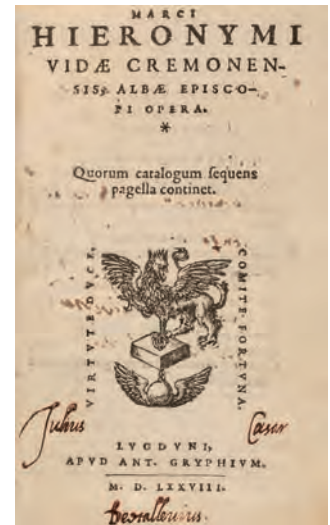 MARCI
HIERONYMI
VIDÆ CREMONEN-
SIS, ALBÆ EPISCO-
PI OPERA.
*
Quorum catalogum sequens
pagella continet.
VIRTVTE DVCE,
COMITE FORTVNA.
Julius Cæsar
LVGDVNI,
APVD ANT. GRYPHIVM.
M. D. LXXVIII.